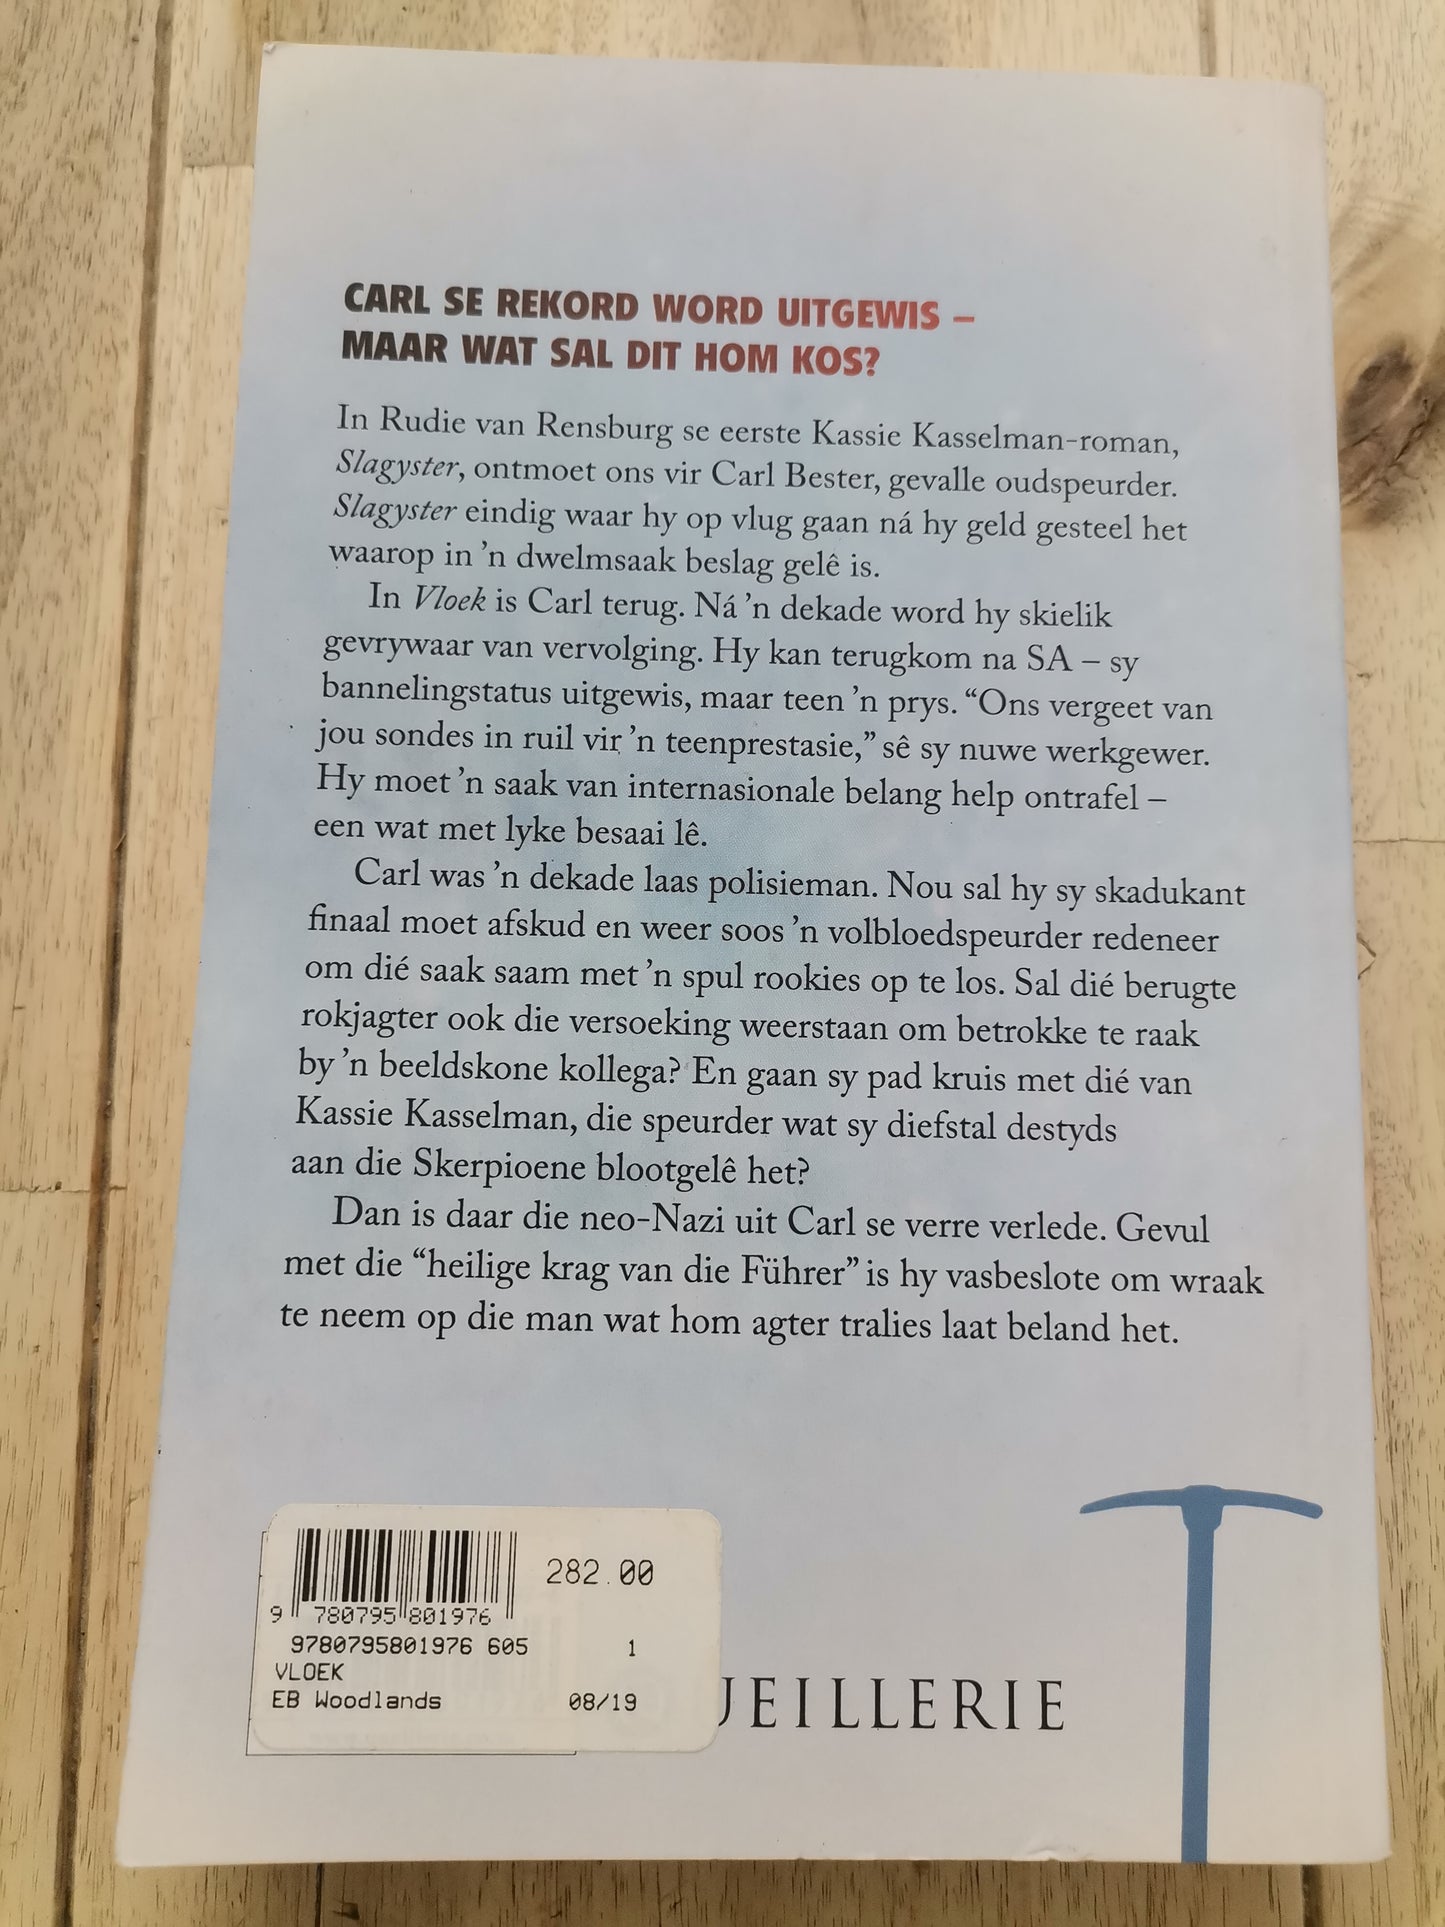 CARL SE REKORD WORD UITGEWIS –
MAAR WAT SAL DIT HOM KOS?
In Rudie van Rensburg se eerste Kassie Kasselman-roman,
Slagyster, ontmoet ons vir Carl Bester, gevalle oudspeurder.
Slagyster eindig waar hy op vlug gaan ná hy geld gesteel het
waarop in ’n dwelmsaak beslag gelê is.
In Vloek is Carl terug. Ná ’n dekade word hy skielik
gevrywaar van vervolging. Hy kan terugkom na SA – sy
bannelingstatus uitgewis, maar teen ’n prys. “Ons vergeet van
jou sondes in ruil vir ’n teenprestasie,” sê sy nuwe werkgewer.
Hy moet ’n saak van internasionale belang help ontrafel –
een wat met lyke besaai lê.
Carl was ’n dekade laas polisieman. Nou sal hy sy skadukant
finaal moet afskud en weer soos ’n volbloedspeurder redeneer
om dié saak saam met ’n spul rookies op te los. Sal dié berugte
rokjagter ook die versoeking weerstaan om betrokke te raak
by ’n beeldskone kollega? En gaan sy pad kruis met dié van
Kassie Kasselman, die speurder wat sy diefstal destyds
aan die Skerpioene blootgelê het?
Dan is daar die neo-Nazi uit Carl se verre verlede. Gevul
met die “heilige krag van die Führer” is hy vasbeslote om wraak
te neem op die man wat hom agter tralies laat beland het.
282.00
9 780795 801976
9780795801976 605 1
VLOEK
EB Woodlands 08/19
UEILLERIE